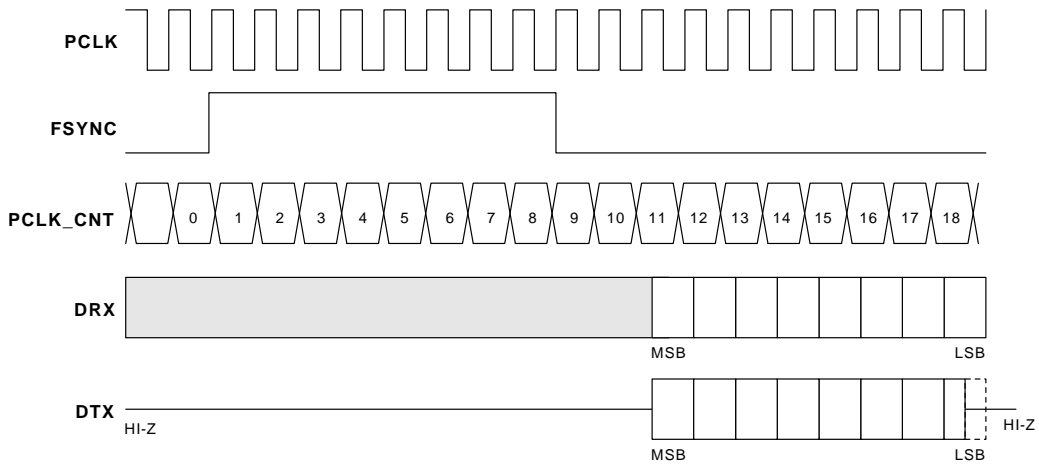 PCLK
FSYNC
PCLK_CNT 0 1 2 3 4 5 6 7 8 9 10 11 12 13 14 15 16 17 18
DRX
MSB LSB
DTX
HI-Z HI-Z
MSB LSB